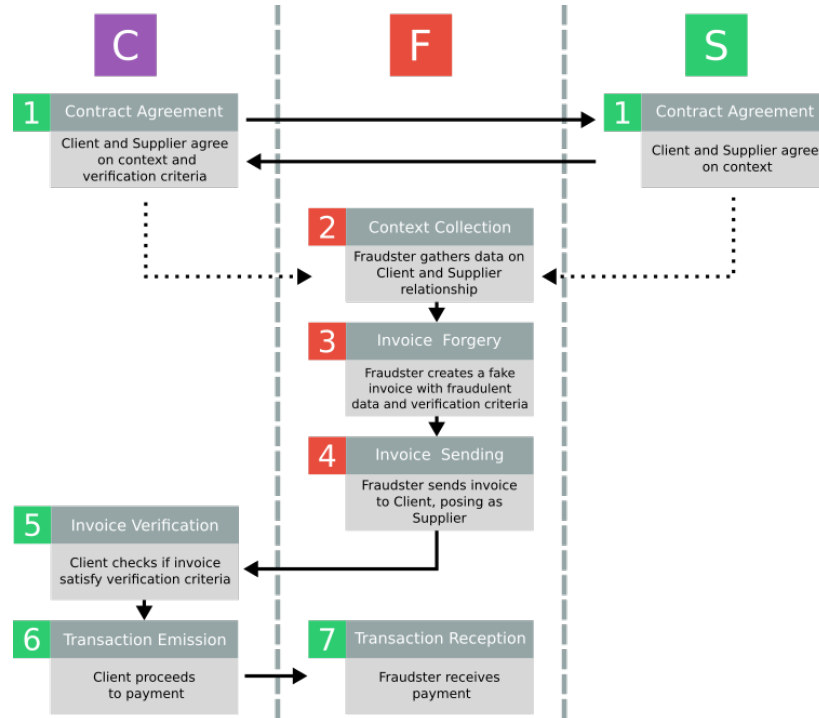 C
F
S
1
Contract Agreement
Client and Supplier agree
on context and
verification criteria
1
Contract Agreement
Client and Supplier agree
on context
2
Context Collection
Fraudster gathers data on
Client and Supplier
relationship
3
Invoice Forgery
Fraudster creates a fake
invoice with fraudulent
data and verification criteria
4
Invoice Sending
Fraudster sends invoice
to Client, posing as
Supplier
5
Invoice Verification
Client checks if invoice
satisfy verification criteria
6
Transaction Emission
Client proceeds
to payment
7
Transaction Reception
Fraudster receives
payment